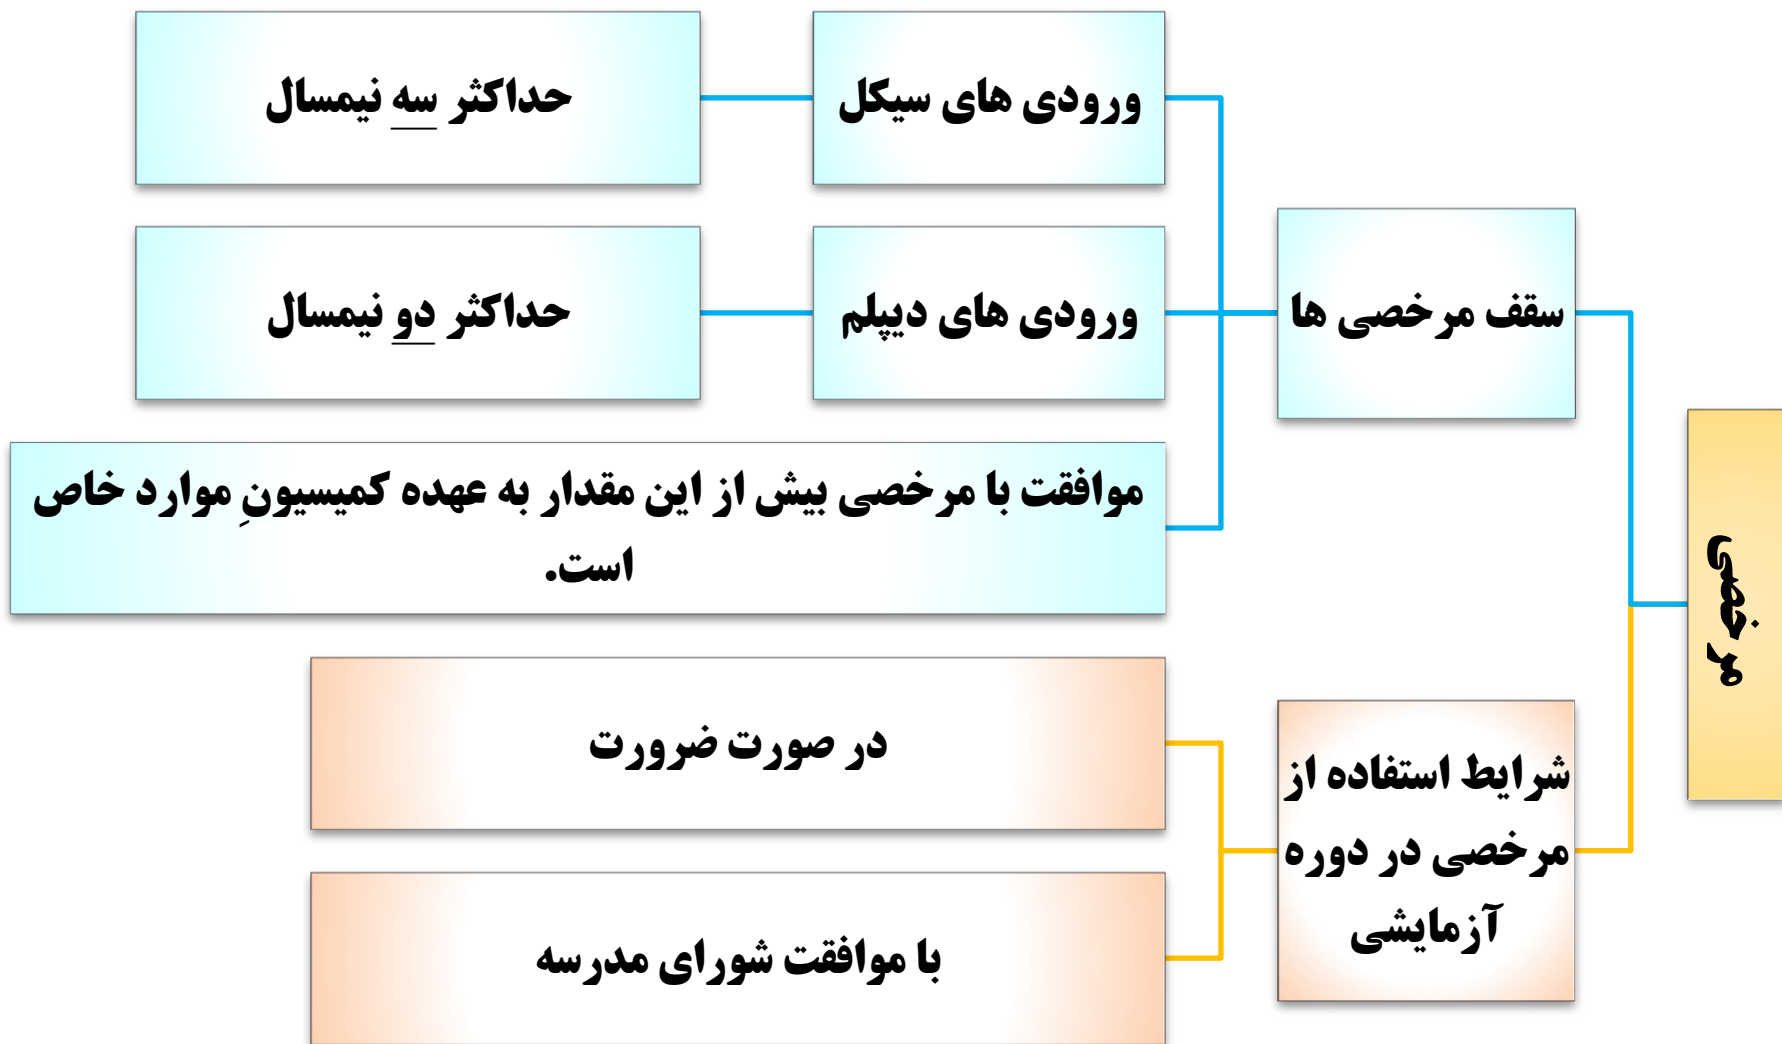 مرخصی
سقف مرخصی ها
ورودی های سیکل
حداکثر سه نیمسال
ورودی های دیپلم
حداکثر دو نیمسال
موافقت با مرخصی بیش از این مقدار به عهده کمیسیونِ موارد خاص
است.
شرایط استفاده از
مرخصی در دوره
آزمایشی
در صورت ضرورت
با موافقت شورای مدرسه